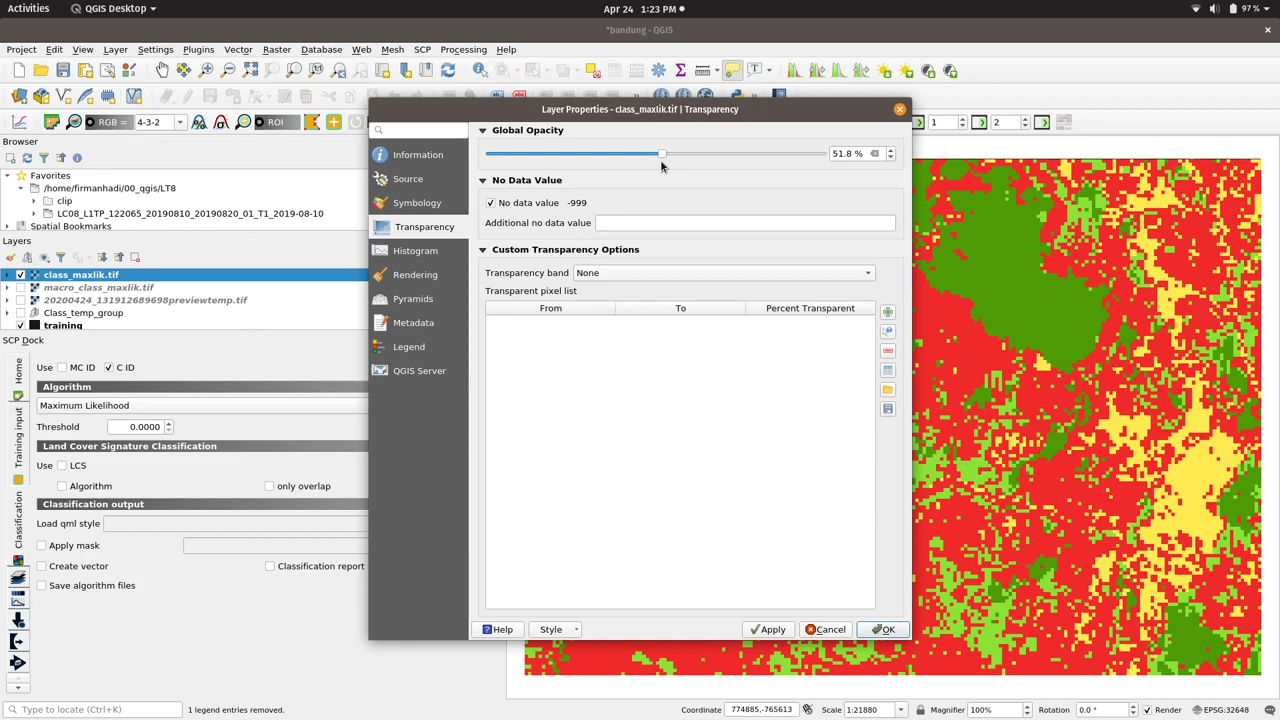 Activities QGIS Desktop Apr 24 1:23 PM 97 %
*bandung - QGIS
Project Edit View Layer Settings Plugins Vector Raster Database Web Mesh SCP Processing Help
RGB = 4-3-2 ROI 1 2
Layer Properties - class_maxlik.tif | Transparency
Browser
Favorites
/home/firmanhadi/00_qgis/LT8
clip
LC08_L1TP_122065_20190810_20190820_01_T1_2019-08-10
Spatial Bookmarks
Layers
class_maxlik.tif
macro_class_maxlik.tif
20200424_131912689698previewtemp.tif
Class_temp_group
training
SCP Dock
Home
Training input
Classification
Use MC ID C ID
Algorithm
Maximum Likelihood
Threshold 0.0000
Land Cover Signature Classification
Use LCS
Algorithm only overlap
Classification output
Load qml style
Apply mask
Create vector Classification report
Save algorithm files
Information
Source
Symbology
Transparency
Histogram
Rendering
Pyramids
Metadata
Legend
QGIS Server
Global Opacity
51.8 %
No Data Value
No data value -999
Additional no data value
Custom Transparency Options
Transparency band None
Transparent pixel list
From To Percent Transparent
Help Style Apply Cancel OK
Type to locate (Ctrl+K) 1 legend entries removed. Coordinate 774885,-765613 Scale 1:21880 Magnifier 100% Rotation 0.0 ° Render EPSG:32648